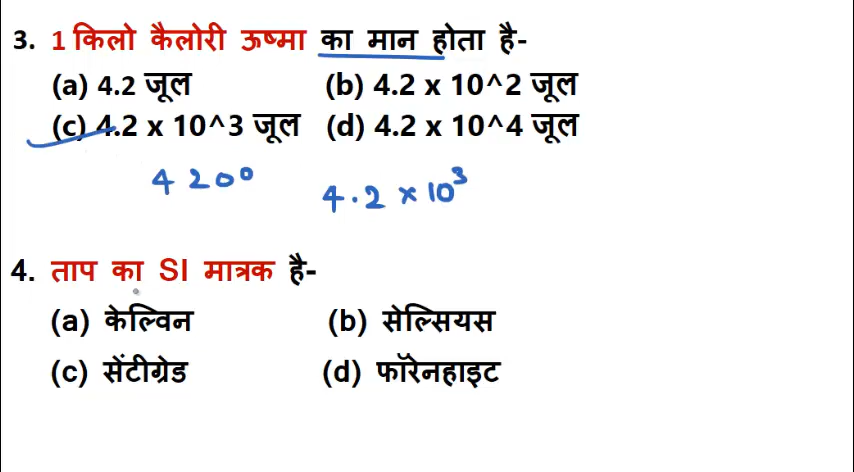 3. 1 किलो कैलोरी ऊष्मा का मान होता है-
(a) 4.2 जूल (b) 4.2 x 10^2 जूल
(c) 4.2 x 10^3 जूल (d) 4.2 x 10^4 जूल
4200 4.2 × 10³
4. ताप का SI मात्रक है-
(a) केल्विन (b) सेल्सियस
(c) सेंटीग्रेड (d) फॉरेनहाइट